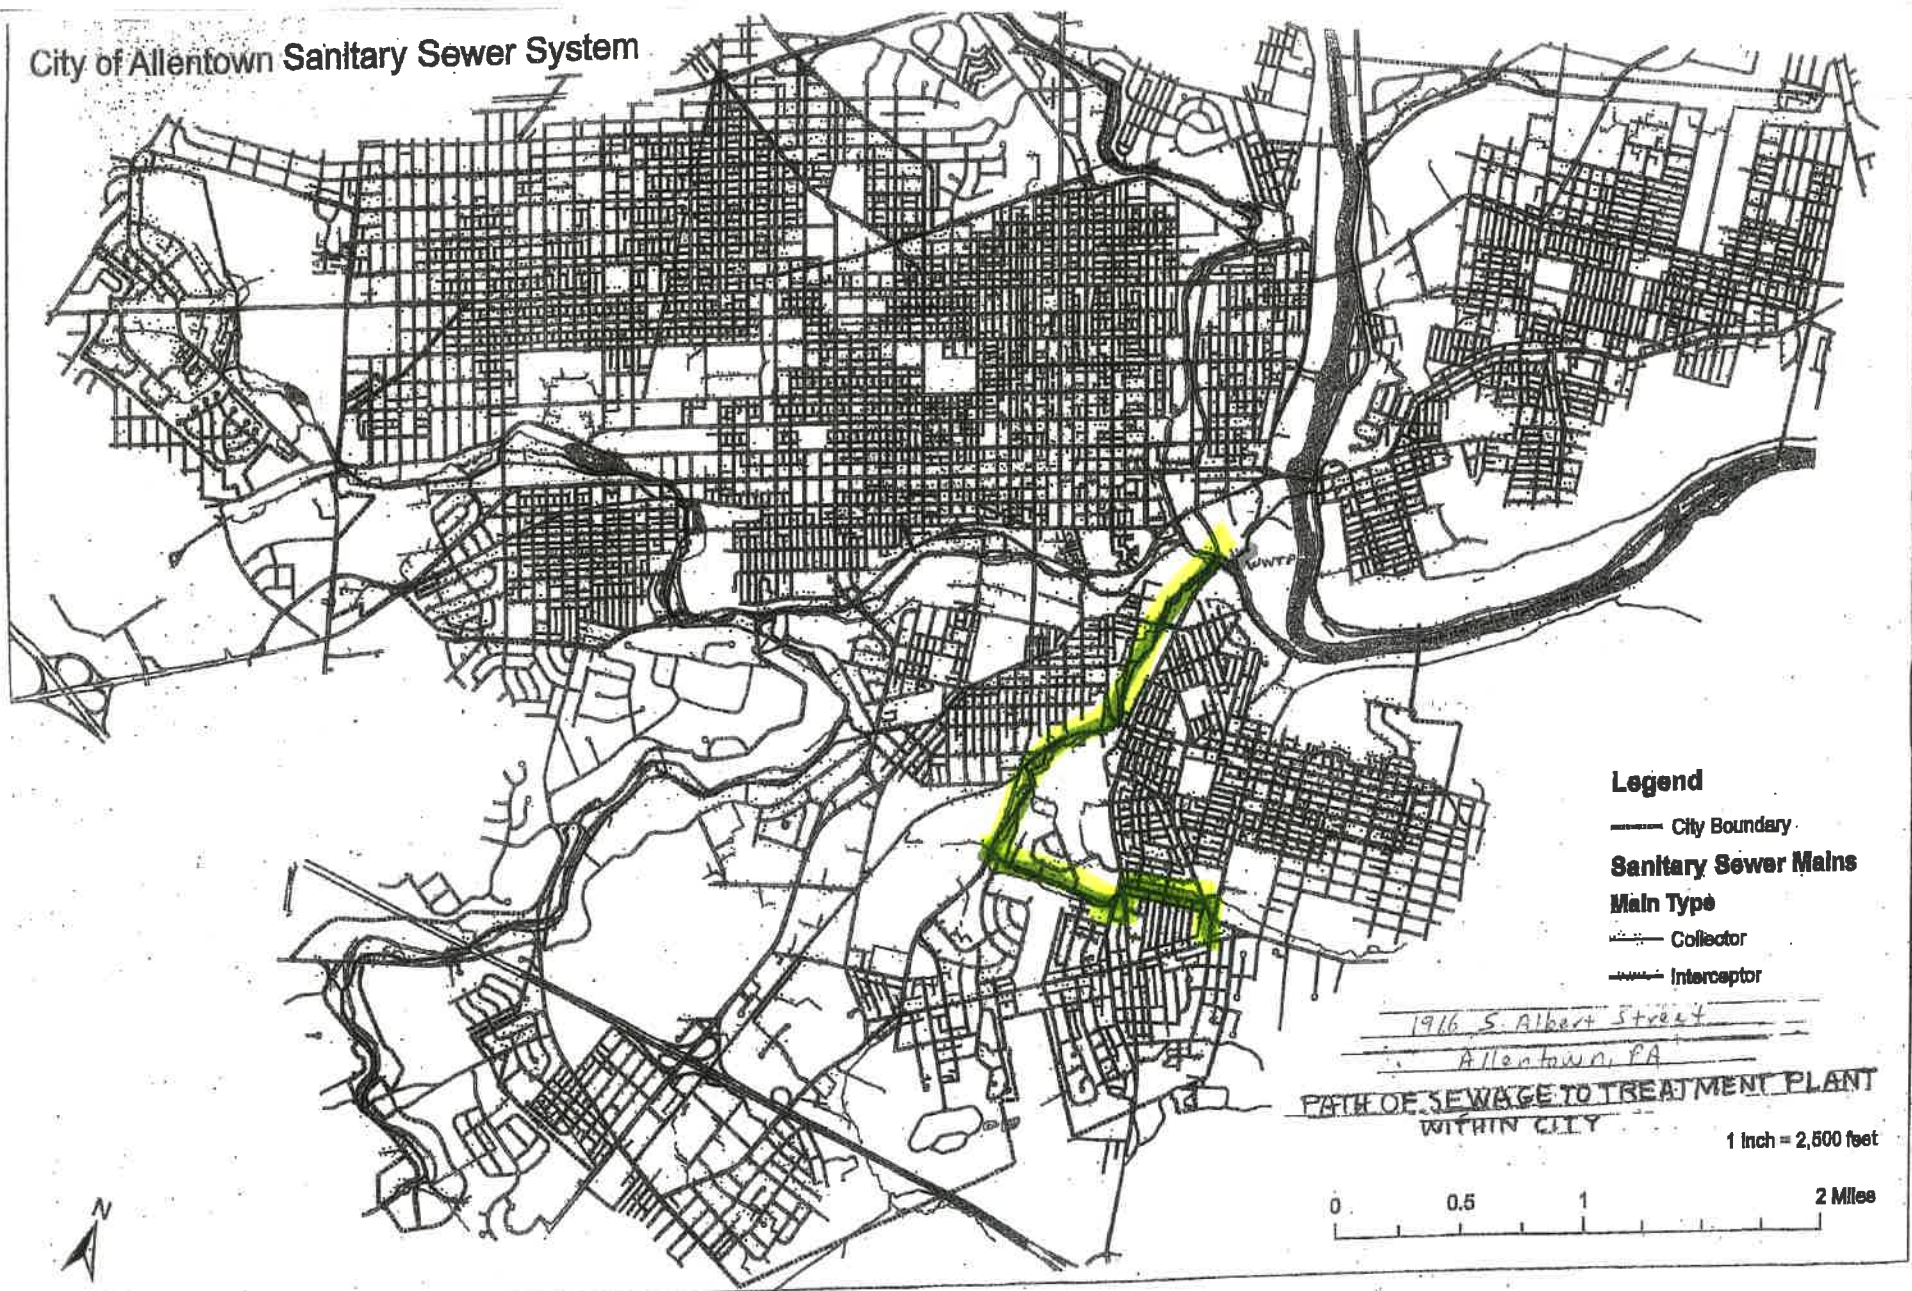 City of Allentown Sanitary Sewer System
WWTP
Legend
City Boundary
Sanitary Sewer Mains
Main Type
Collector
Interceptor
1916 S. Albert Street
Allentown, PA
PATH OF SEWAGE TO TREATMENT PLANT
WITHIN CITY
1 inch = 2,500 feet
0 0.5 1 2 Miles
N